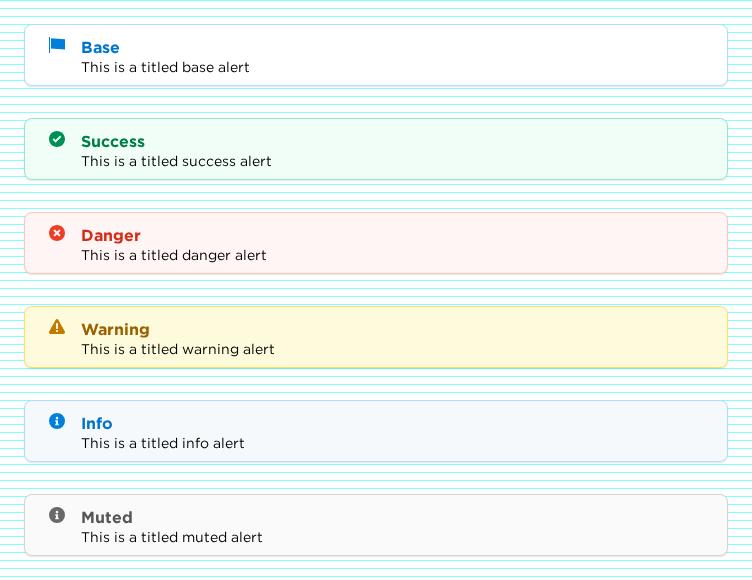 Base
This is a titled base alert
Success
This is a titled success alert
Danger
This is a titled danger alert
Warning
This is a titled warning alert
Info
This is a titled info alert
Muted
This is a titled muted alert